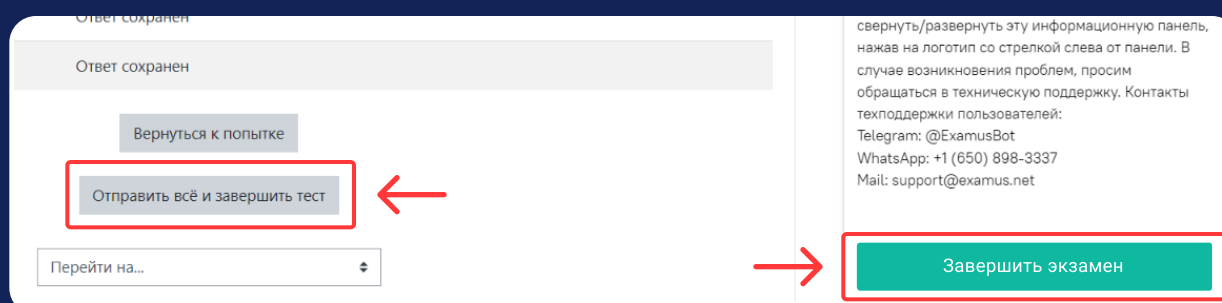 Ответ сохранен
Ответ сохранен
Вернуться к попытке
Отправить всё и завершить тест
Перейти на...
свернуть/развернуть эту информационную панель,
нажав на логотип со стрелкой слева от панели. В
случае возникновения проблем, просим
обращаться в техническую поддержку. Контакты
техподдержки пользователей:
Telegram: @ExamusBot
WhatsApp: +1 (650) 898-3337
Mail: support@examus.net
Завершить экзамен